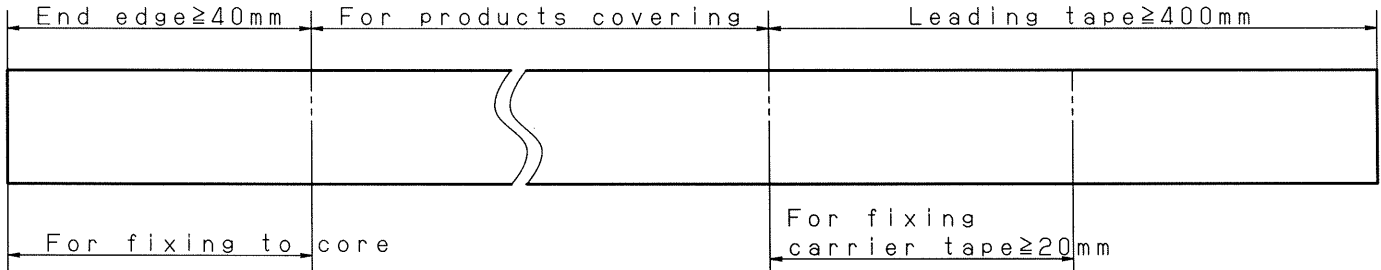 End edge≧40mm
For products covering
Leading tape≧400mm
For fixing to core
For fixing
carrier tape≧20mm